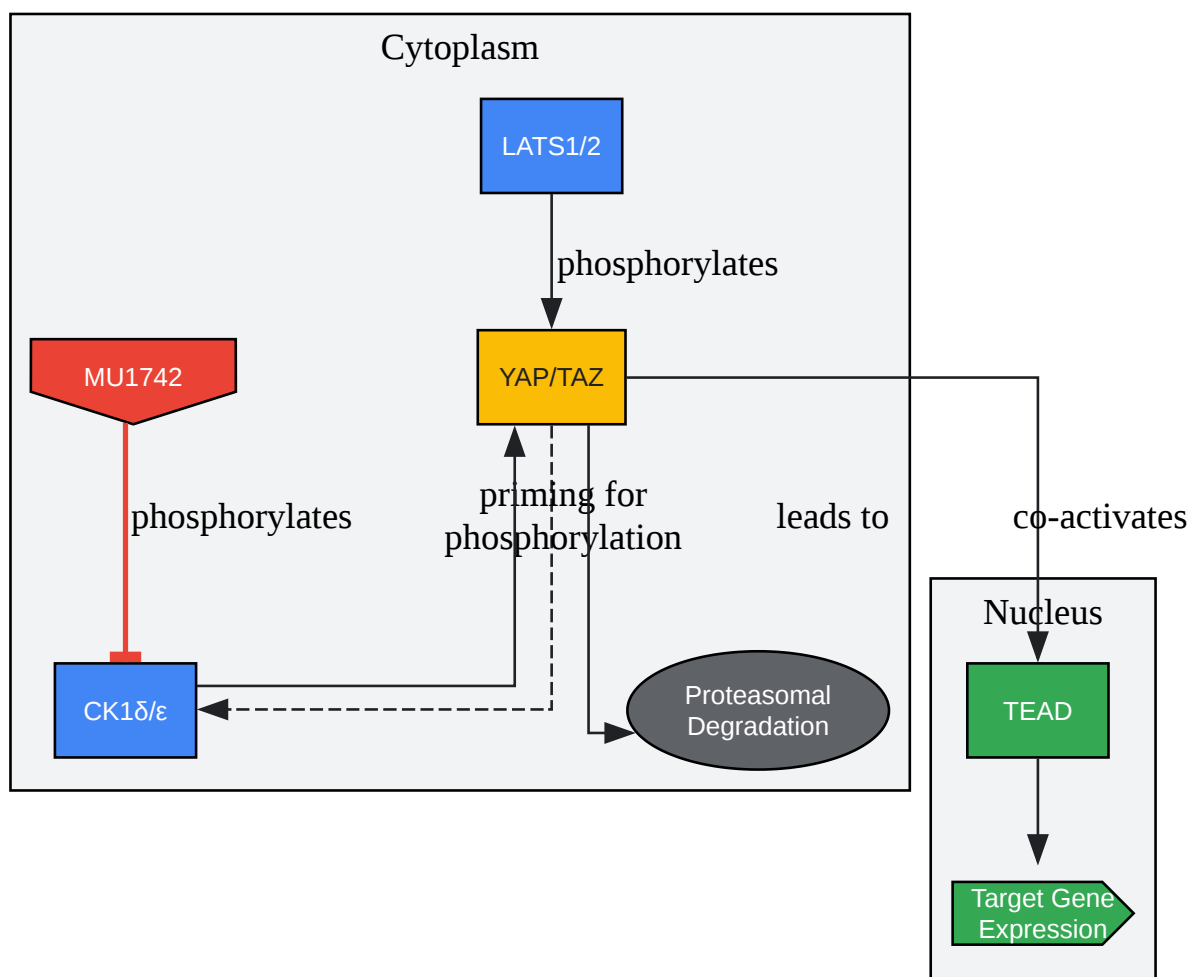 Cytoplasm
LATS1/2
phosphorylates
MU1742
YAP/TAZ
phosphorylates
priming for
phosphorylation
leads to
co-activates
Nucleus
CK1δ/ε
Proteasomal
Degradation
TEAD
Target Gene
Expression